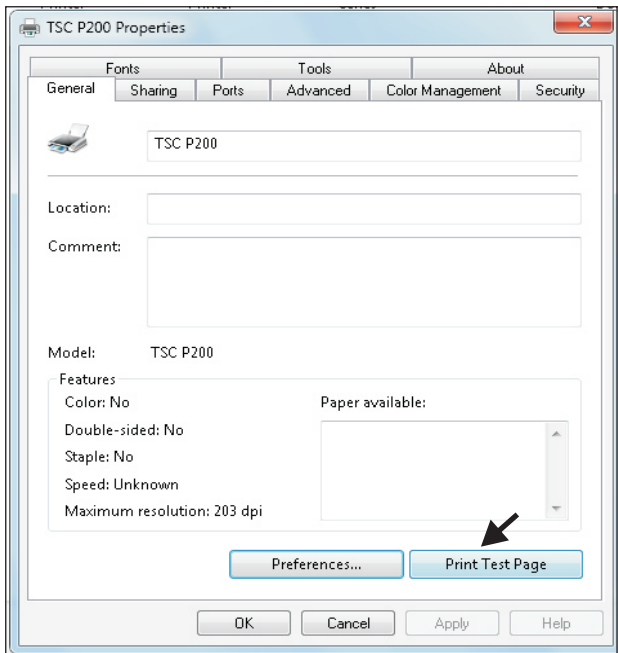 TSC P200 Properties
Fonts Tools About
General Sharing Ports Advanced Color Management Security
TSC P200
Location:
Comment:
Model: TSC P200
Features
Color: No Paper available:
Double-sided: No
Staple: No
Speed: Unknown
Maximum resolution: 203 dpi
Preferences... Print Test Page
OK Cancel Apply Help